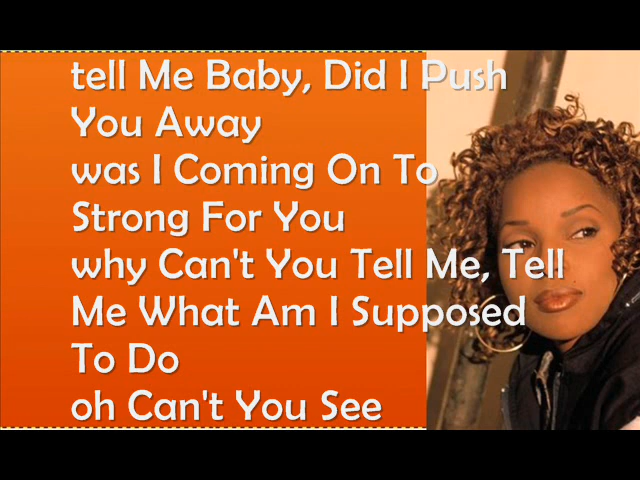 tell Me Baby, Did I Push
You Away
was I Coming On To
Strong For You
why Can't You Tell Me, Tell
Me What Am I Supposed
To Do
oh Can't You See